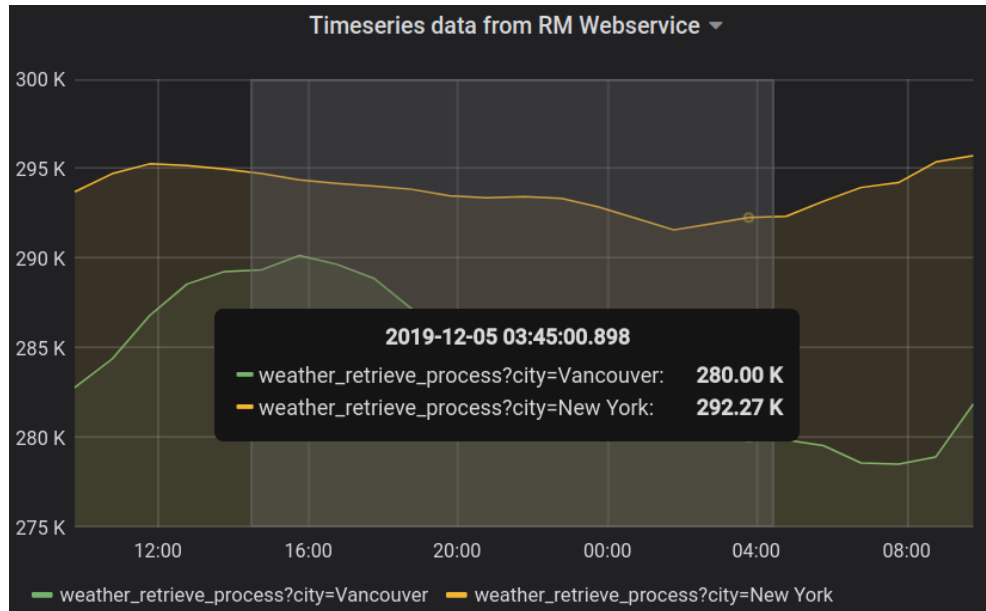 Timeseries data from RM Webservice
300 K
295 K
290 K
285 K
280 K
275 K
2019-12-05 03:45:00.898
weather_retrieve_process?city=Vancouver: 280.00 K
weather_retrieve_process?city=New York: 292.27 K
12:00 16:00 20:00 00:00 04:00 08:00
weather_retrieve_process?city=Vancouver weather_retrieve_process?city=New York